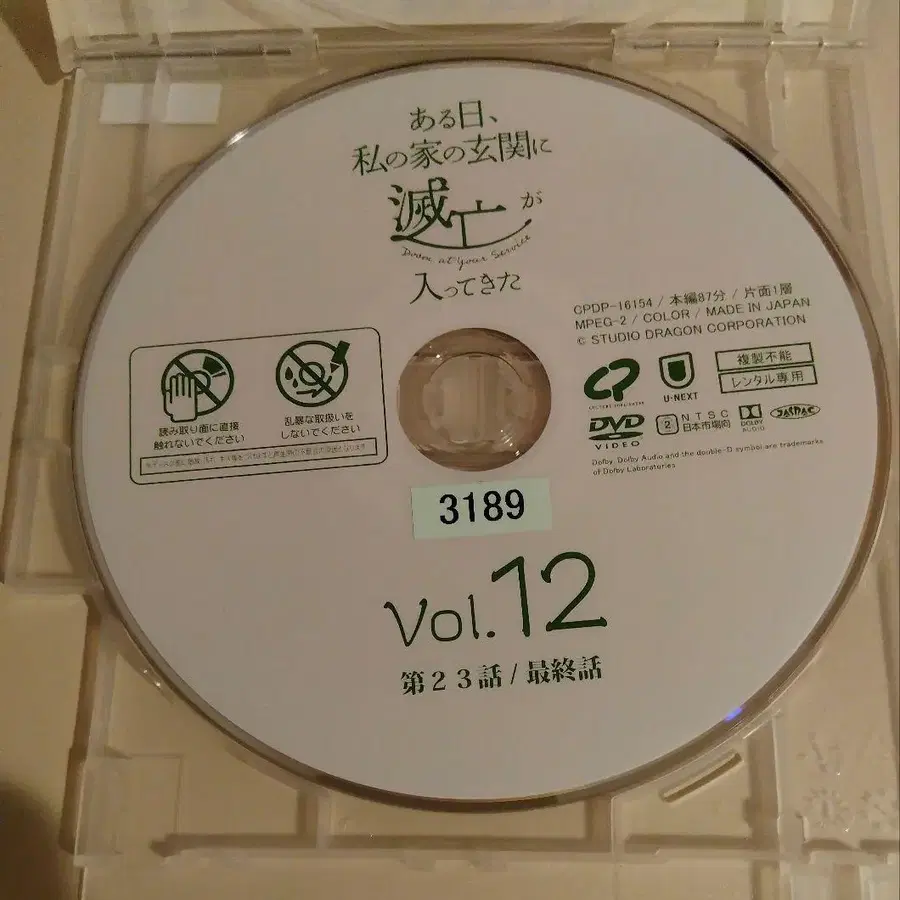 ある日、
私の家の玄関に
滅亡が
Doom at Your Service
入ってきた
CPDP-16154 / 本編87分 / 片面1層
MPEG-2 / COLOR / MADE IN JAPAN
© STUDIO DRAGON CORPORATION
複製不能
レンタル専用
U-NEXT
DVD
VIDEO
2
NTSC
日本市場向
DOLBY
AUDIO
JASRAC
Dolby, Dolby Audio and the double-D symbol are trademarks
of Dolby Laboratories
読み取り面に直接
触れないでください
乱暴な取扱いを
しないでください
3189
Vol.12
第23話 / 最終話